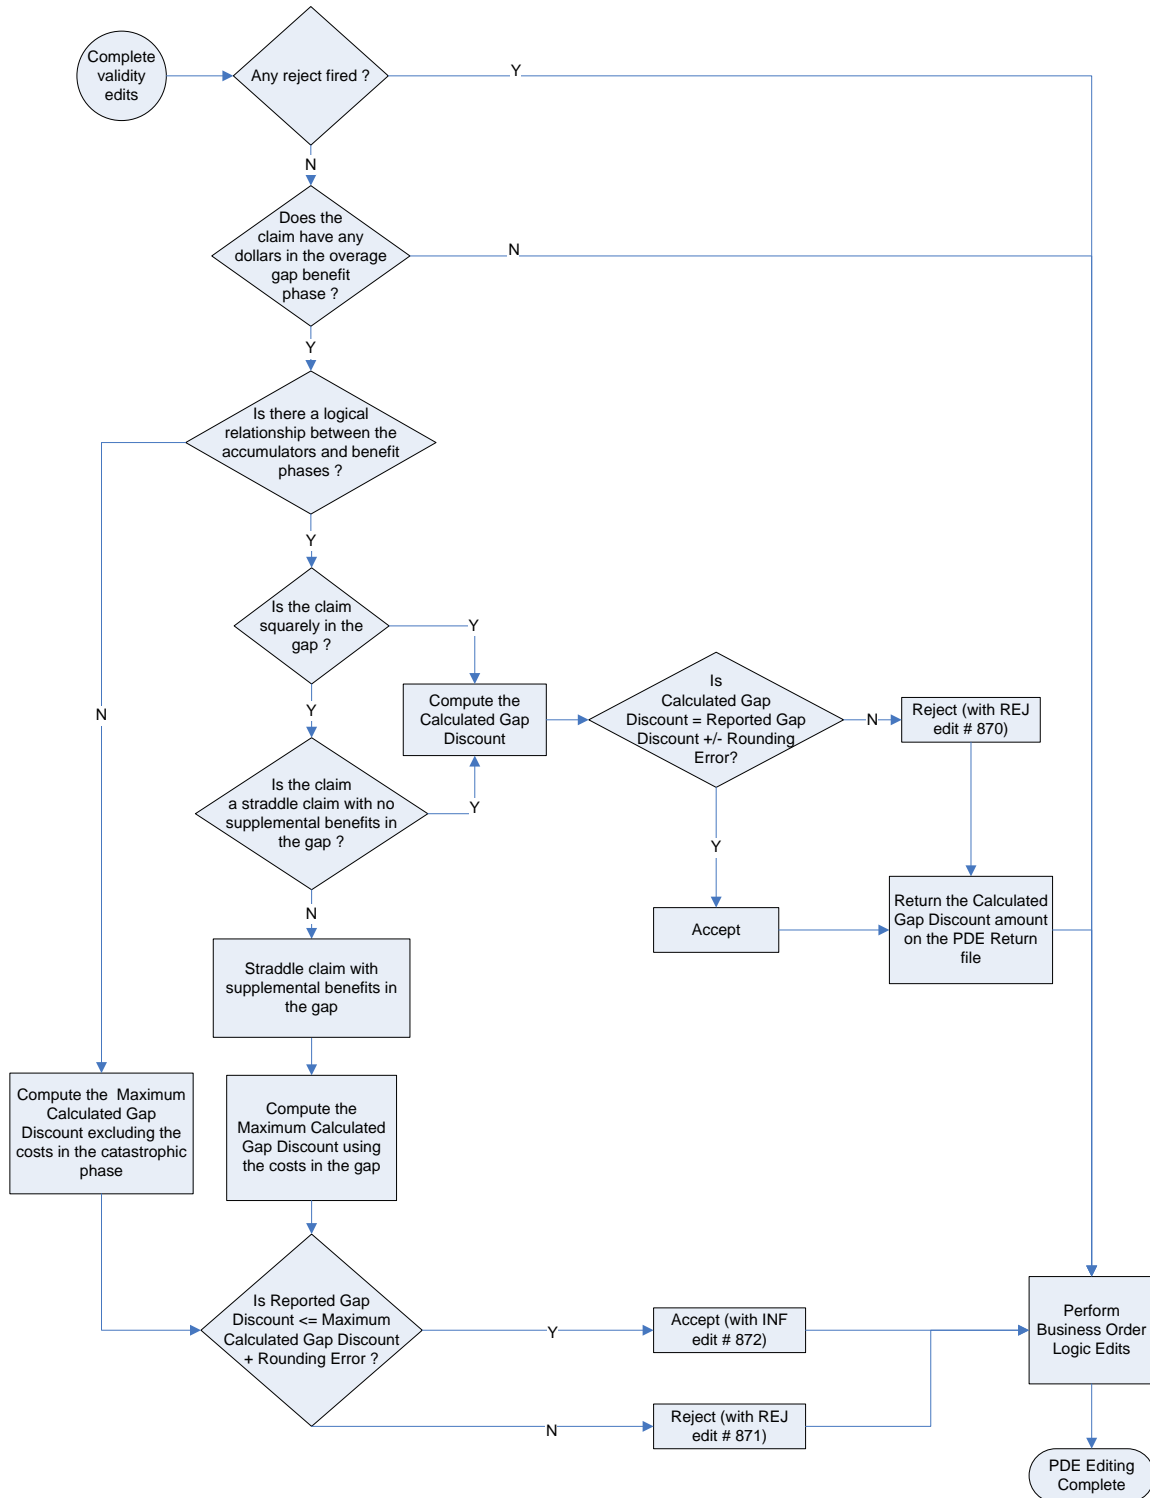 Complete
validity
edits
Any reject fired ?
Y
N
Does the
claim have any
dollars in the overage
gap benefit
phase ?
N
Y
Is there a logical
relationship between the
accumulators and benefit
phases ?
Y
N
Is the claim
squarely in the
gap ?
Y
Y
Compute the
Calculated Gap
Discount
Is
Calculated Gap
Discount = Reported Gap
Discount +/- Rounding
Error?
N
Reject (with REJ
edit # 870)
Is the claim
a straddle claim with no
supplemental benefits in
the gap ?
Y
Y
N
Accept
Return the Calculated
Gap Discount amount
on the PDE Return
file
Straddle claim with
supplemental benefits in
the gap
Compute the  Maximum
Calculated Gap
Discount excluding the
costs in the catastrophic
phase
Compute the
Maximum Calculated
Gap Discount using
the costs in the gap
Is Reported Gap
Discount <= Maximum
Calculated Gap Discount
+ Rounding Error ?
Y
Accept (with INF
edit # 872)
N
Reject (with REJ
edit # 871)
Perform
Business Order
Logic Edits
PDE Editing
Complete